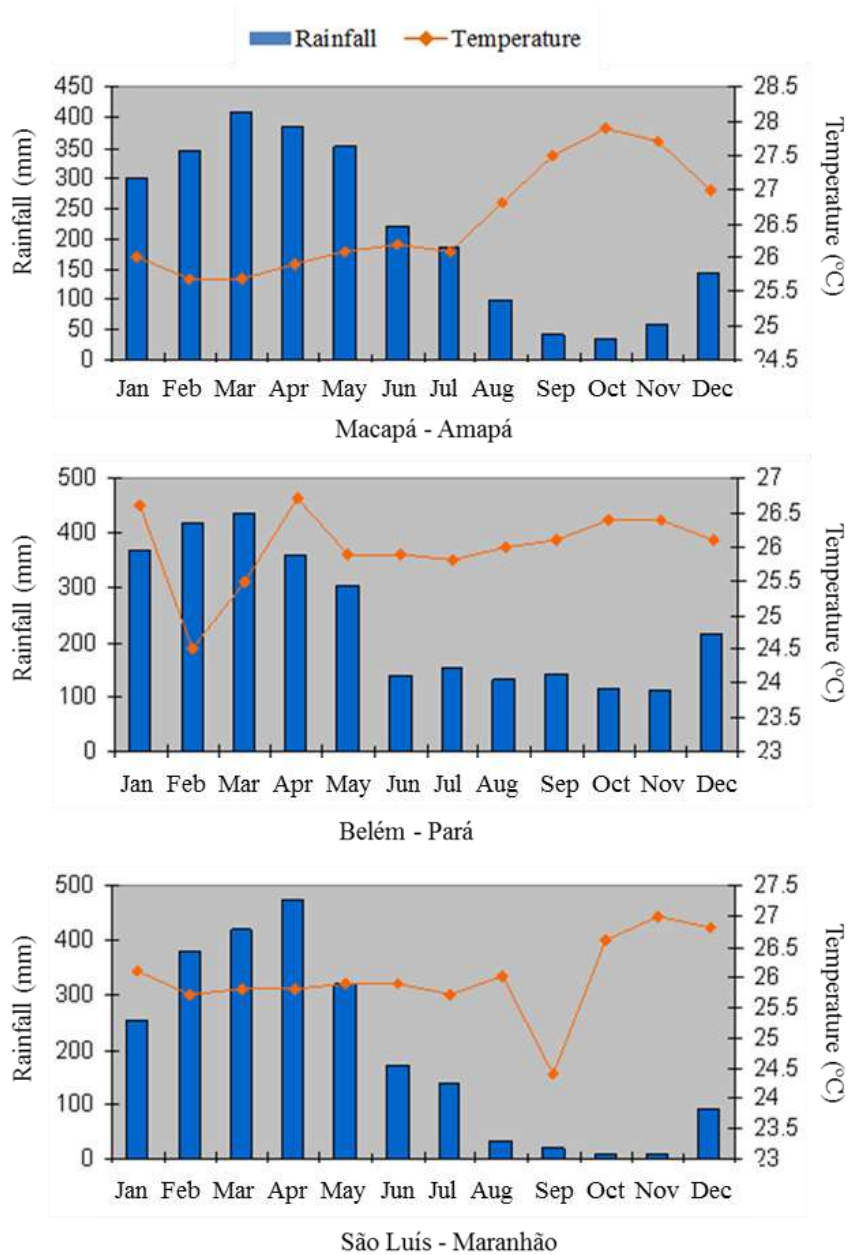 Rainfall Temperature
450 400 350 300 250 200 150 100 50 0
Rainfall (mm)
28.5 28 27.5 27 26.5 26 25.5 25 24.5
Temperature (°C)
Jan Feb Mar Apr May Jun Jul Aug Sep Oct Nov Dec
Macapá - Amapá
500 400 300 200 100 0
Rainfall (mm)
27 26.5 26 25.5 25 24.5 24 23.5 23
Temperature (°C)
Jan Feb Mar Apr May Jun Jul Aug Sep Oct Nov Dec
Belém - Pará
500 400 300 200 100 0
Rainfall (mm)
27.5 27 26.5 26 25.5 25 24.5 24 23.5 23
Temperature (°C)
Jan Feb Mar Apr May Jun Jul Aug Sep Oct Nov Dec
São Luís - Maranhão